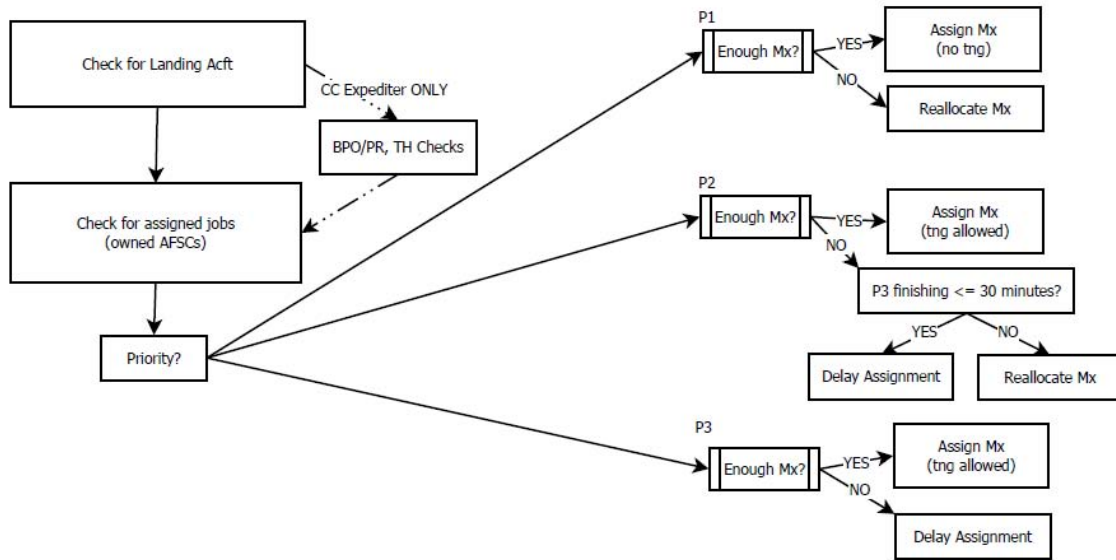 Check for Landing Acft
CC Expediter ONLY
BPO/PR, TH Checks
Check for assigned jobs
(owned AFSCs)
Priority?
P1
Enough Mx?
YES
Assign Mx
(no tng)
NO
Reallocate Mx
P2
Enough Mx?
YES
Assign Mx
(tng allowed)
NO
P3 finishing <= 30 minutes?
YES
NO
Delay Assignment
Reallocate Mx
P3
Enough Mx?
YES
Assign Mx
(tng allowed)
NO
Delay Assignment